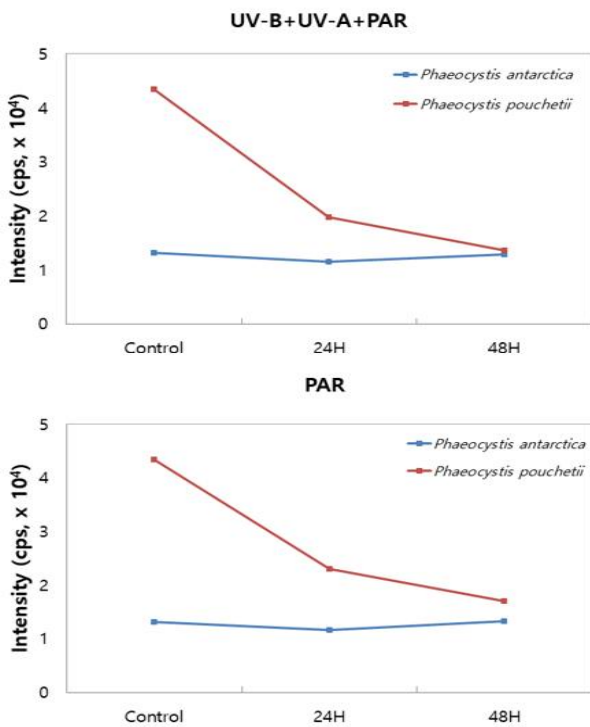 UV-B+UV-A+PAR
Intensity (cps, x 10⁴)
5
4
3
2
1
0
Phaeocystis antarctica
Phaeocystis pouchetii
Control 24H 48H
PAR
Intensity (cps, x 10⁴)
5
4
3
2
1
0
Phaeocystis antarctica
Phaeocystis pouchetii
Control 24H 48H